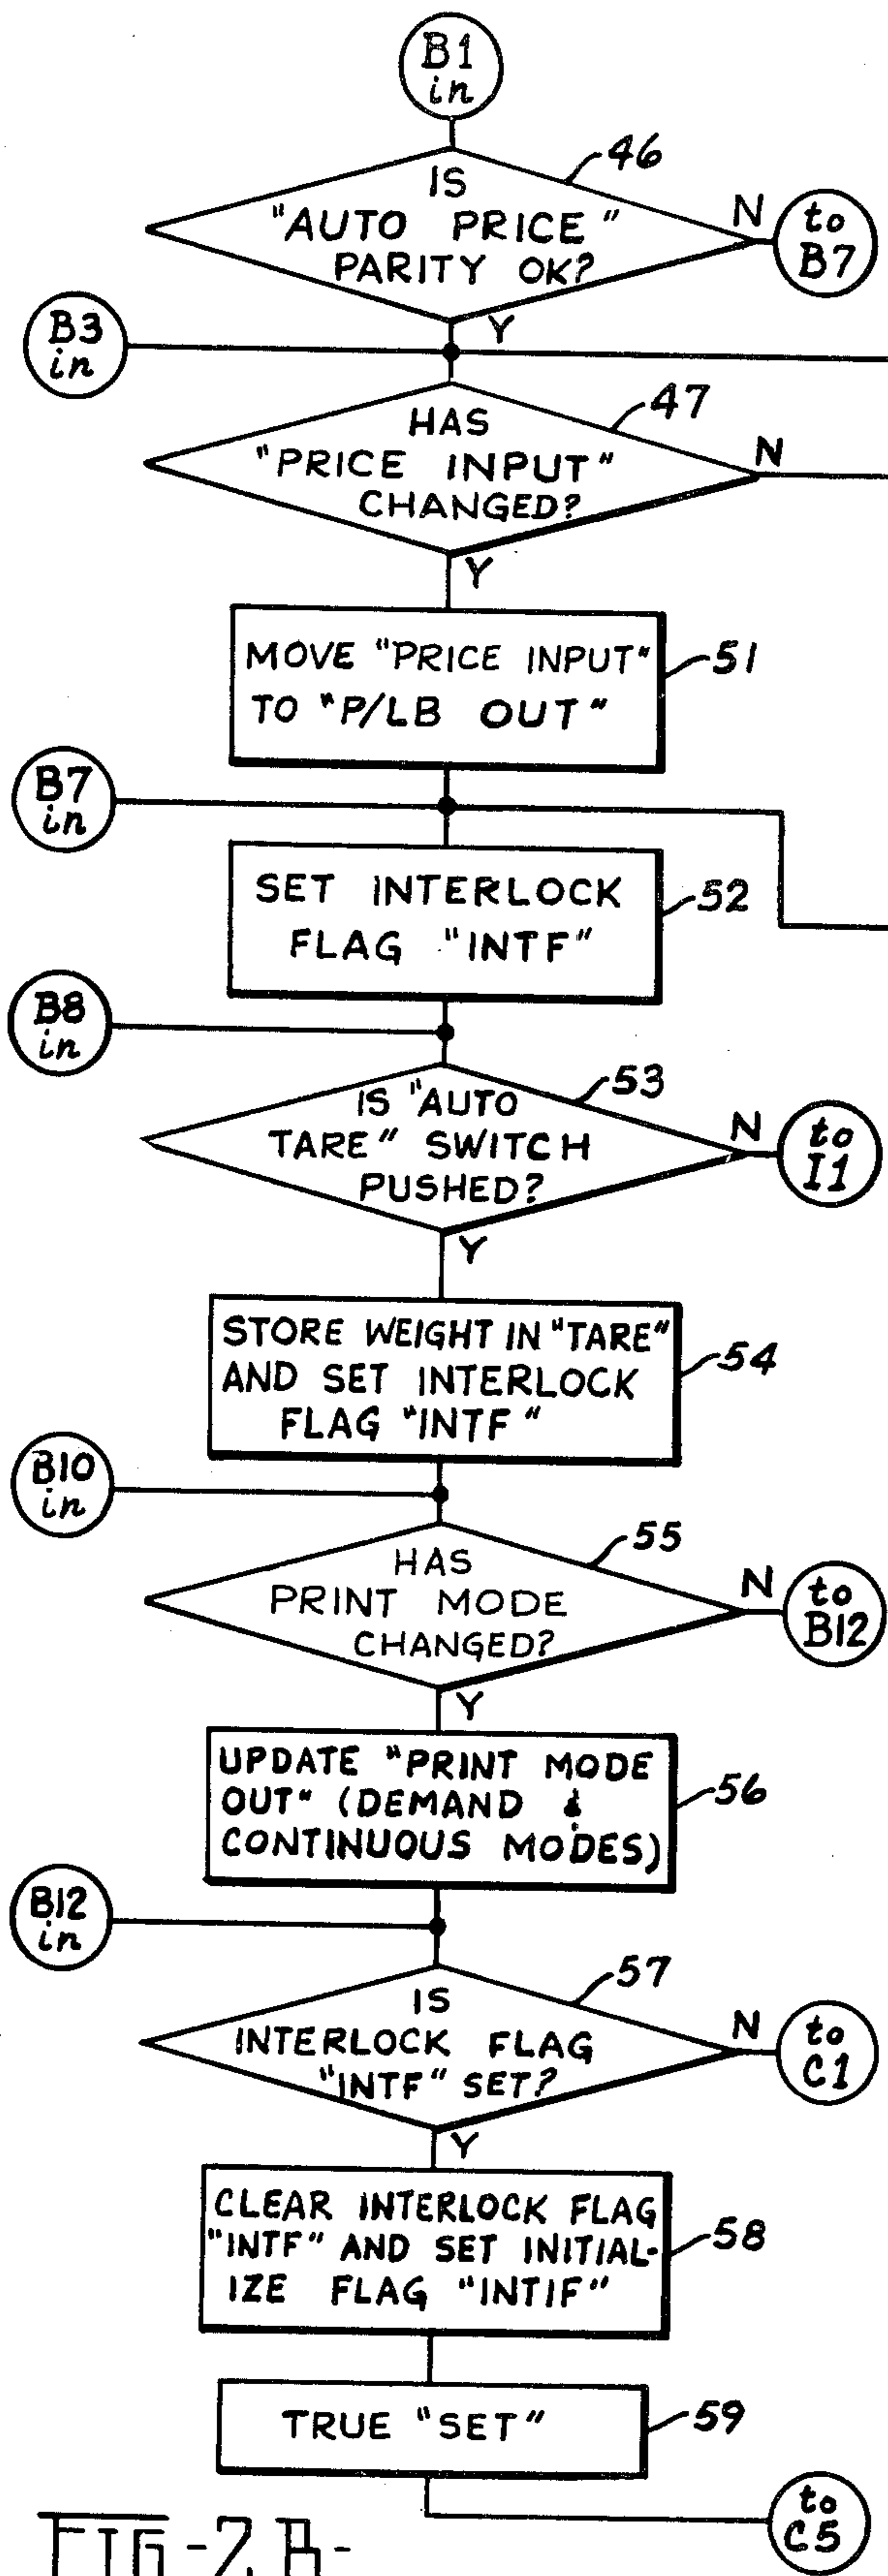 B1
in
46
IS
"AUTO PRICE"
PARITY OK?
N
to
B7
Y
B3
in
47
HAS
"PRICE INPUT"
CHANGED?
N
Y
MOVE "PRICE INPUT"
TO "P/LB OUT"
51
B7
in
SET INTERLOCK
FLAG "INTF"
52
B8
in
53
IS "AUTO
TARE" SWITCH
PUSHED?
N
to
I1
Y
STORE WEIGHT IN "TARE"
AND SET INTERLOCK
FLAG "INTF"
54
B10
in
55
HAS
PRINT MODE
CHANGED?
N
to
B12
Y
UPDATE "PRINT MODE
OUT" (DEMAND &
CONTINUOUS MODES)
56
B12
in
57
IS
INTERLOCK FLAG
"INTF" SET?
N
to
C1
Y
CLEAR INTERLOCK FLAG
"INTF" AND SET INITIAL-
IZE FLAG "INTIF"
58
TRUE "SET"
59
to
C5
FIG-2B-